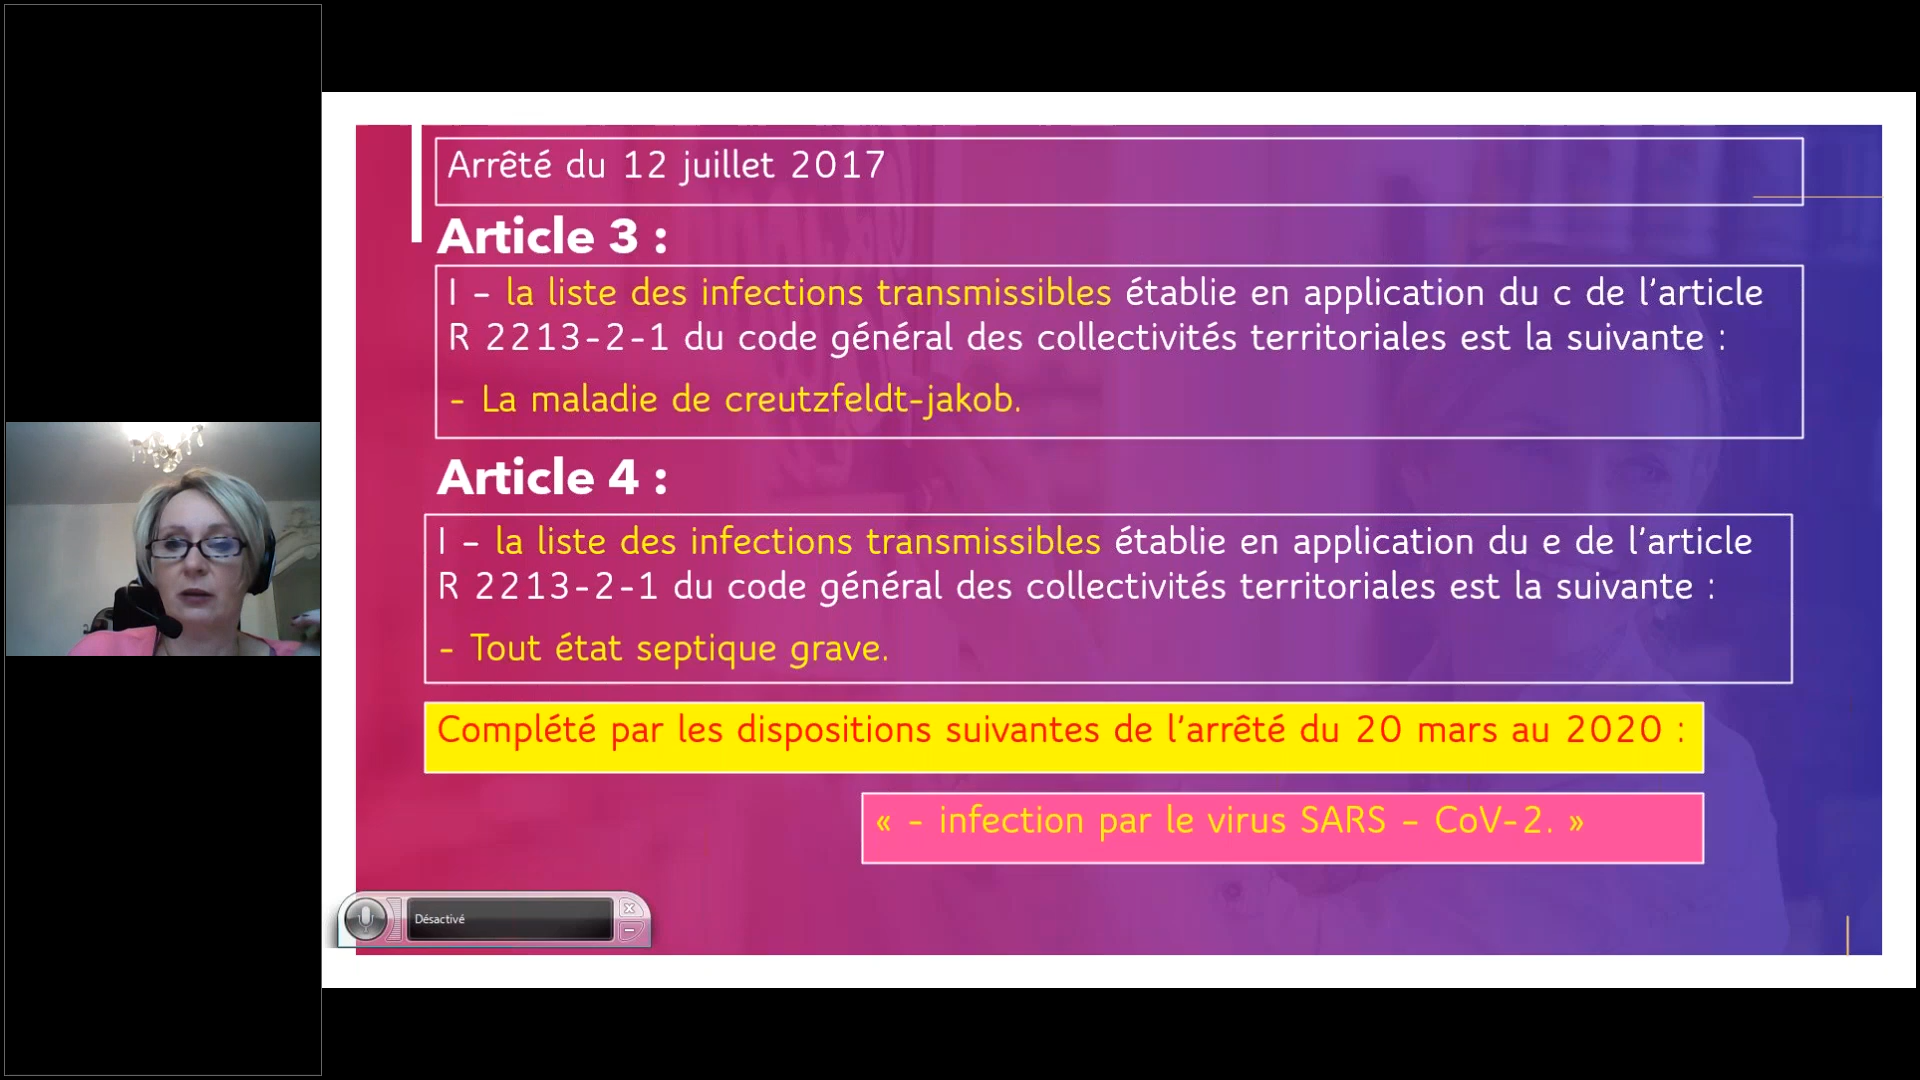 Arrêté du 12 juillet 2017
Article 3 :
I – la liste des infections transmissibles établie en application du c de l’article
R 2213-2-1 du code général des collectivités territoriales est la suivante :
- La maladie de creutzfeldt-jakob.
Article 4 :
I – la liste des infections transmissibles établie en application du e de l’article
R 2213-2-1 du code général des collectivités territoriales est la suivante :
- Tout état septique grave.
Complété par les dispositions suivantes de l’arrêté du 20 mars au 2020 :
« - infection par le virus SARS – CoV-2. »
Désactivé